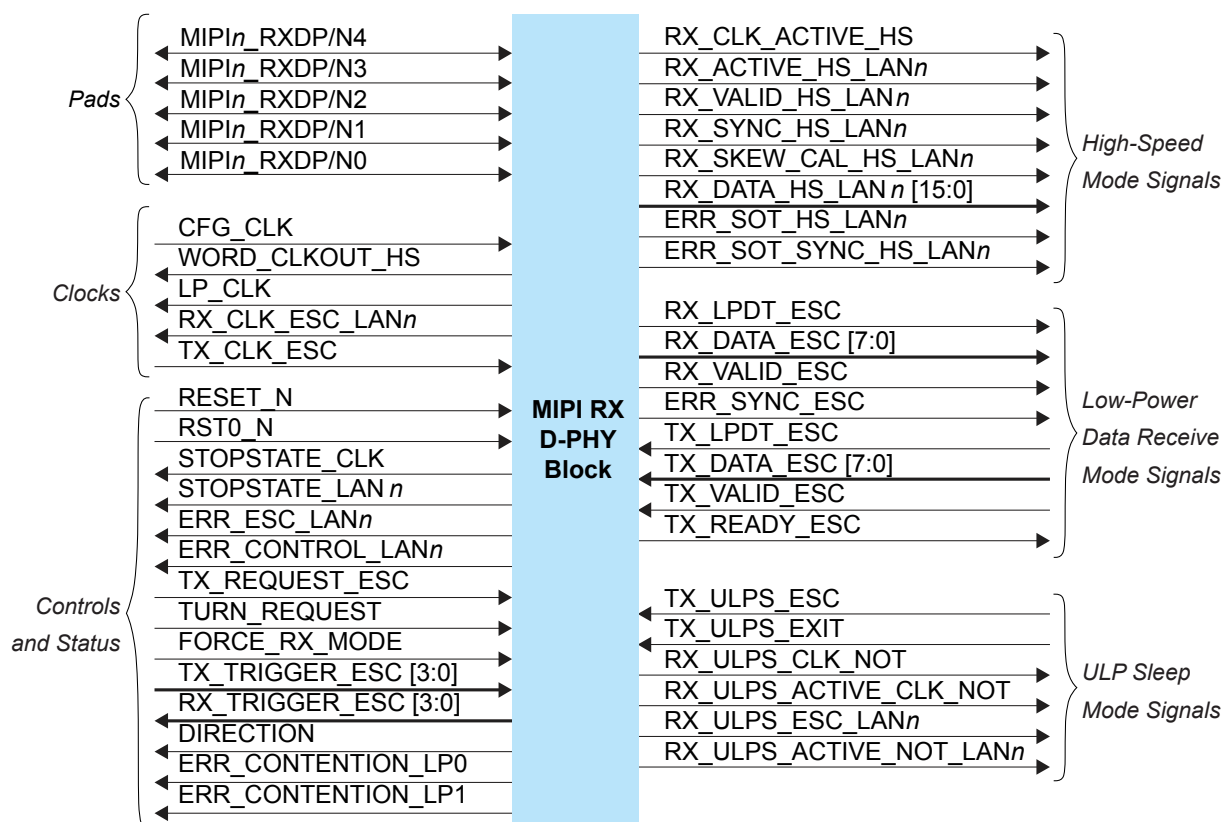 Pads
MIPIn_RXDP/N4
MIPIn_RXDP/N3
MIPIn_RXDP/N2
MIPIn_RXDP/N1
MIPIn_RXDP/N0
Clocks
CFG_CLK
WORD_CLKOUT_HS
LP_CLK
RX_CLK_ESC_LANn
TX_CLK_ESC
Controls
and Status
RESET_N
RST0_N
STOPSTATE_CLK
STOPSTATE_LAN n
ERR_ESC_LANn
ERR_CONTROL_LANn
TX_REQUEST_ESC
TURN_REQUEST
FORCE_RX_MODE
TX_TRIGGER_ESC [3:0]
RX_TRIGGER_ESC [3:0]
DIRECTION
ERR_CONTENTION_LP0
ERR_CONTENTION_LP1
MIPI RX
D-PHY
Block
RX_CLK_ACTIVE_HS
RX_ACTIVE_HS_LANn
RX_VALID_HS_LANn
RX_SYNC_HS_LANn
RX_SKEW_CAL_HS_LANn
RX_DATA_HS_LAN n [15:0]
ERR_SOT_HS_LANn
ERR_SOT_SYNC_HS_LANn
High-Speed
Mode Signals
RX_LPDT_ESC
RX_DATA_ESC [7:0]
RX_VALID_ESC
ERR_SYNC_ESC
TX_LPDT_ESC
TX_DATA_ESC [7:0]
TX_VALID_ESC
TX_READY_ESC
Low-Power
Data Receive
Mode Signals
TX_ULPS_ESC
TX_ULPS_EXIT
RX_ULPS_CLK_NOT
RX_ULPS_ACTIVE_CLK_NOT
RX_ULPS_ESC_LANn
RX_ULPS_ACTIVE_NOT_LANn
ULP Sleep
Mode Signals